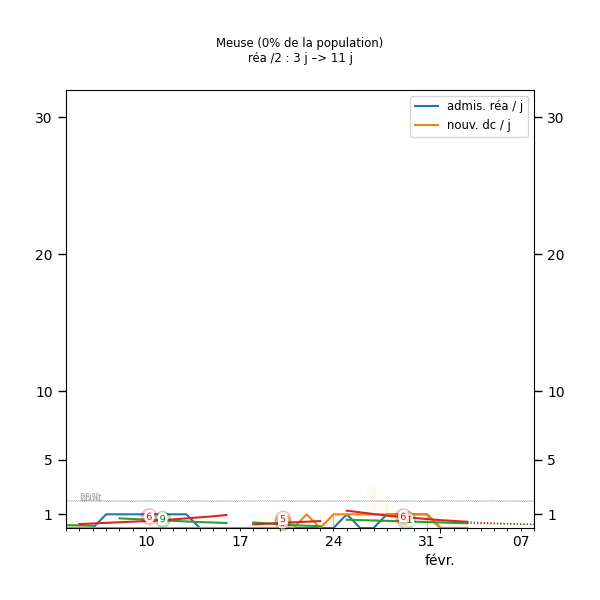 Meuse (0% de la population)
réa /2 : 3 j –> 11 j
admis. réa / j
nouv. dc / j
30 30
20 20
10 10
5 5
1 1
6 9 5 6
10 17 24 31 - 07
févr.